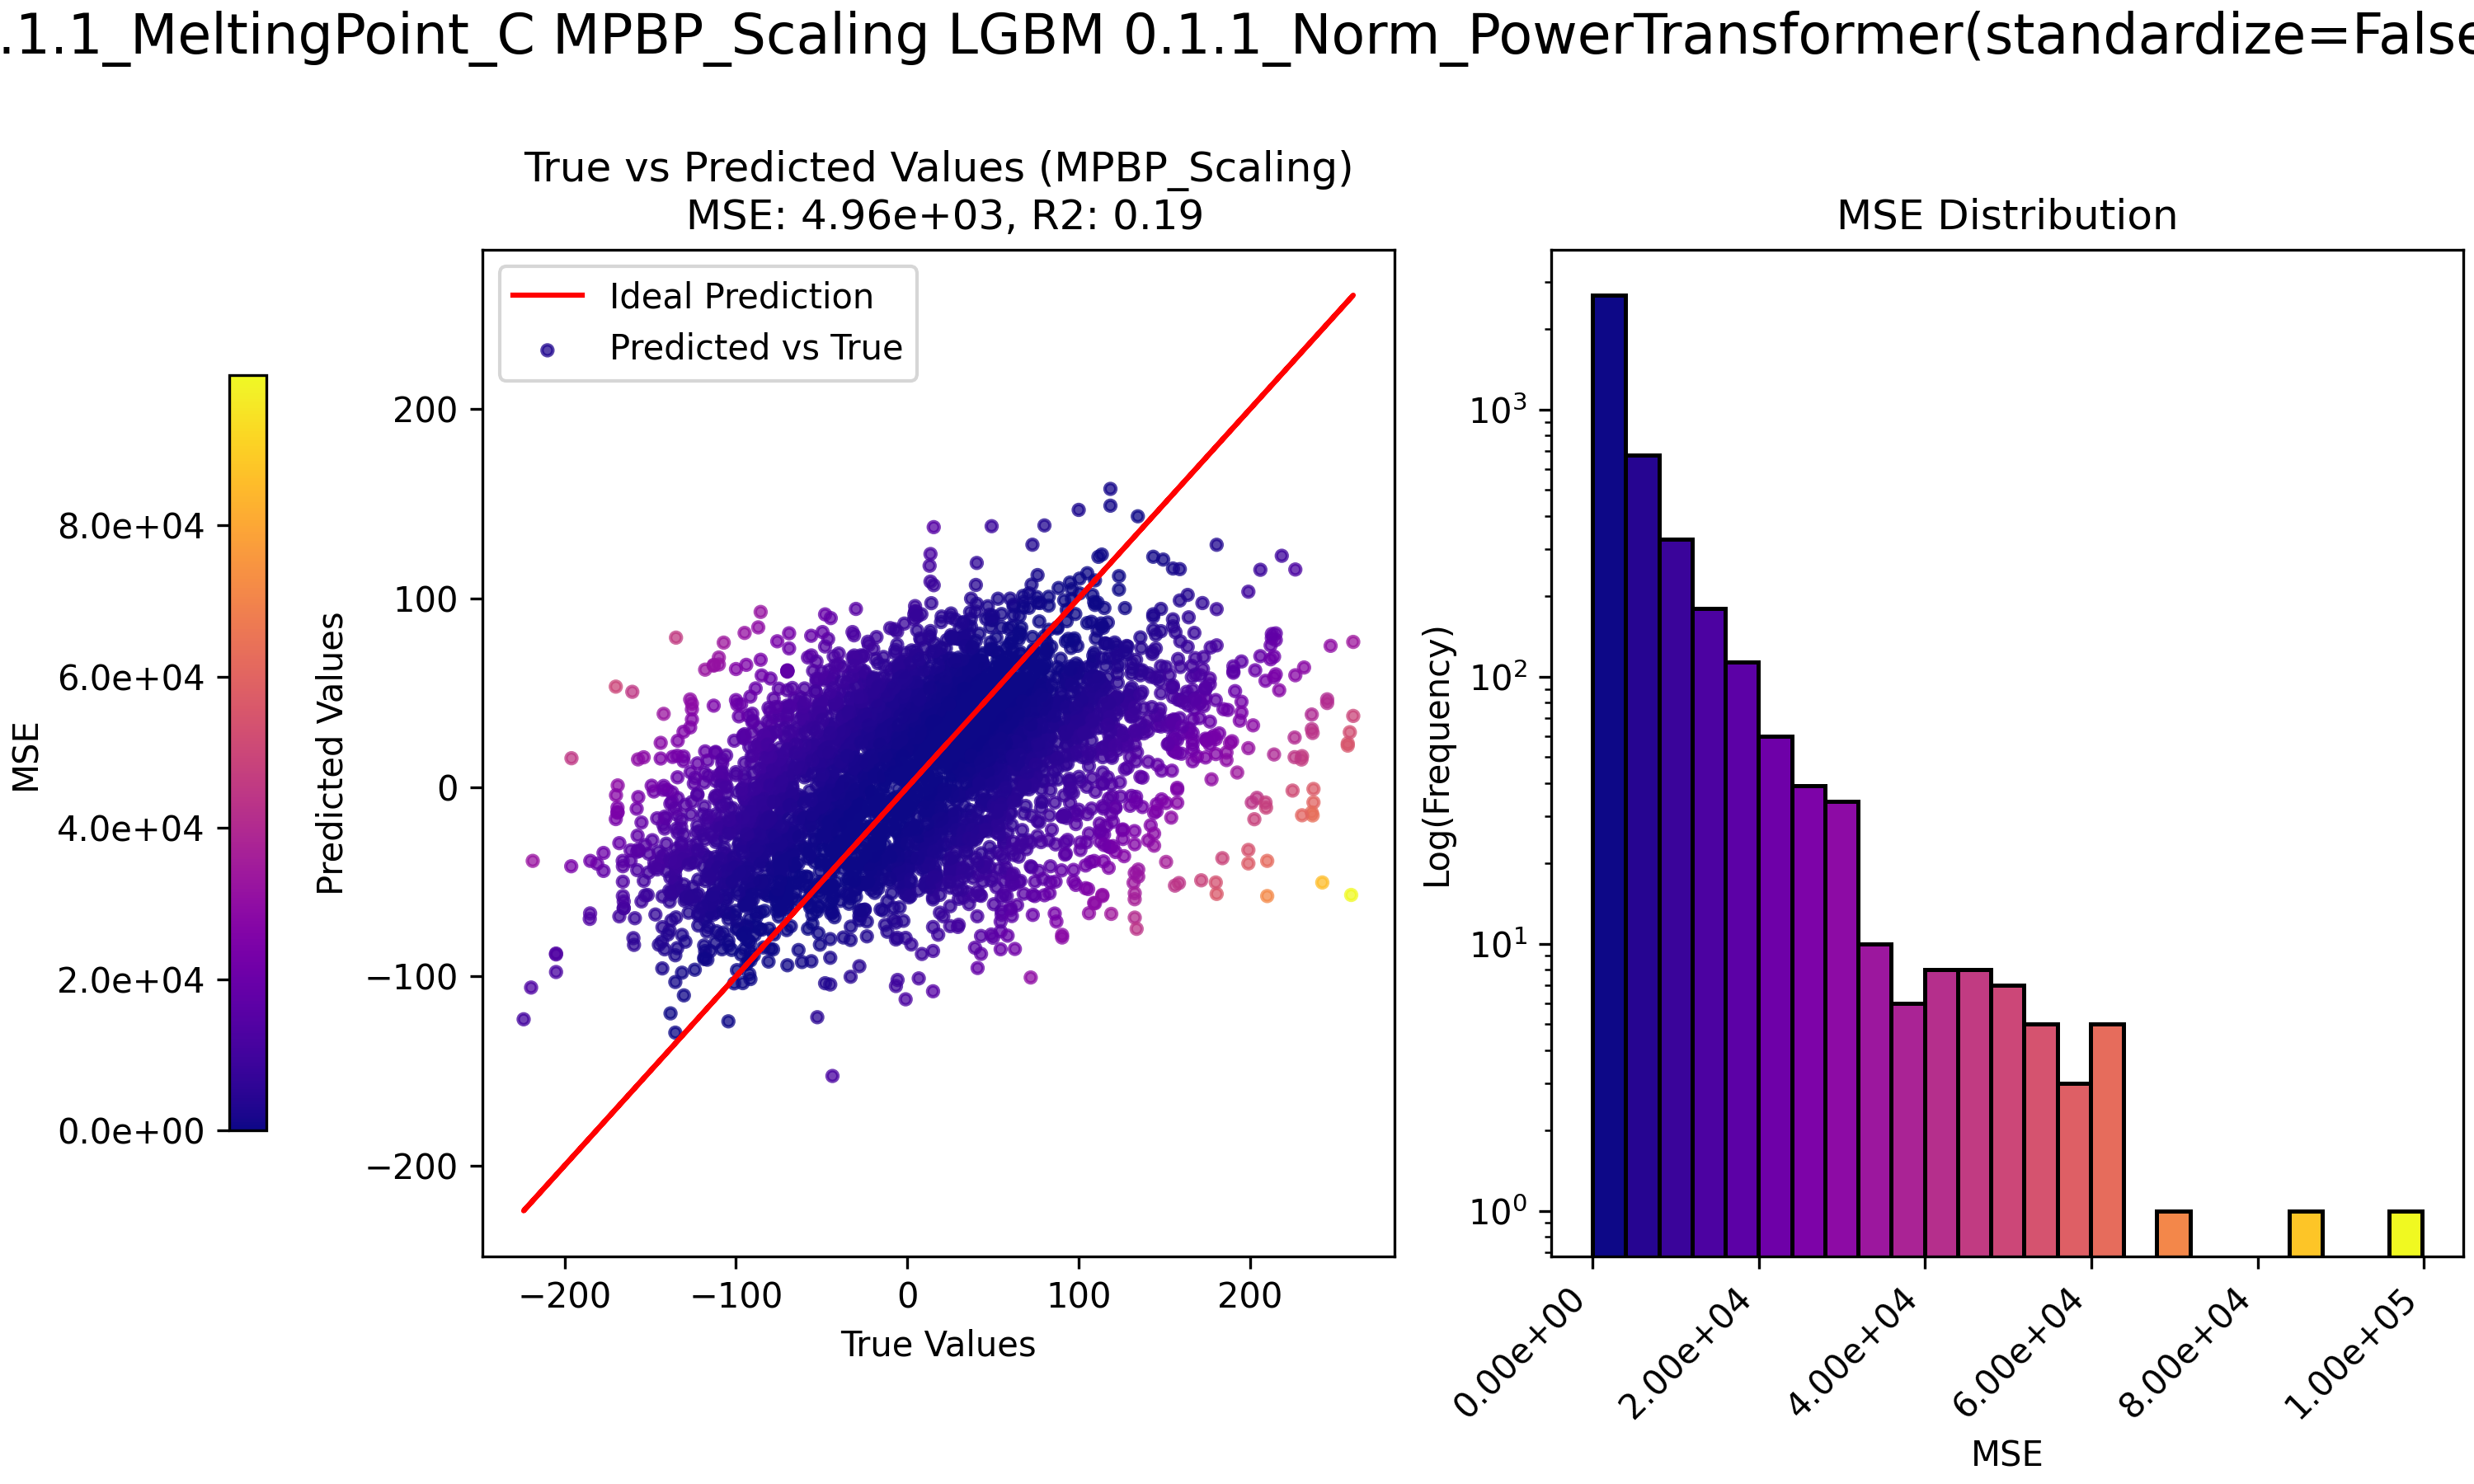 .1.1_MeltingPoint_C MPBP_Scaling LGBM 0.1.1_Norm_PowerTransformer(standardize=False
True vs Predicted Values (MPBP_Scaling)
MSE: 4.96e+03, R2: 0.19
MSE Distribution
Ideal Prediction
Predicted vs True
8.0e+04
6.0e+04
4.0e+04
2.0e+04
0.0e+00
MSE
Predicted Values
200
100
0
−100
−200
−200
−100
0
100
200
True Values
Log(Frequency)
10³
10²
10¹
10⁰
0.00e+00
2.00e+04
4.00e+04
6.00e+04
8.00e+04
1.00e+05
MSE